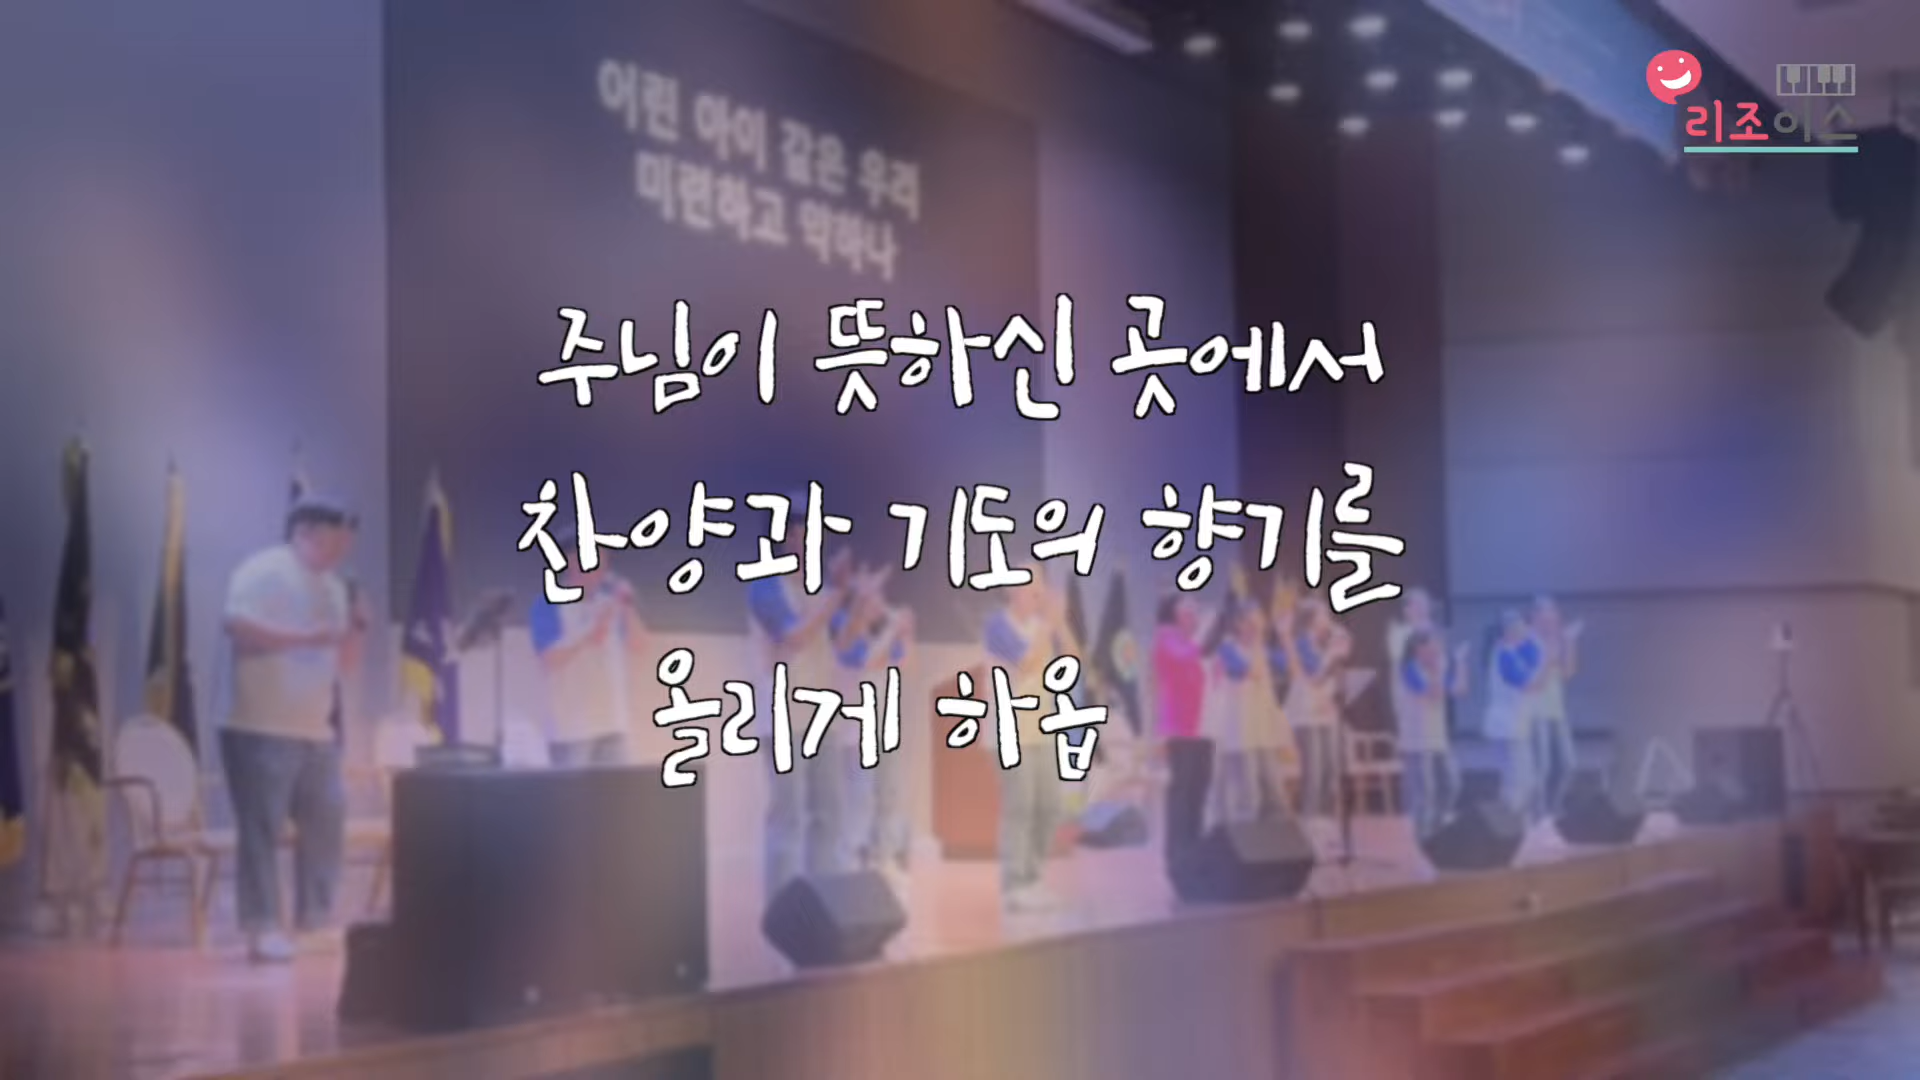 리조이스
어린 아이 같은 우리
미련하고 약하나
주님이 뜻하신 곳에서
찬양과 기도의 향기를
올리게 하옵